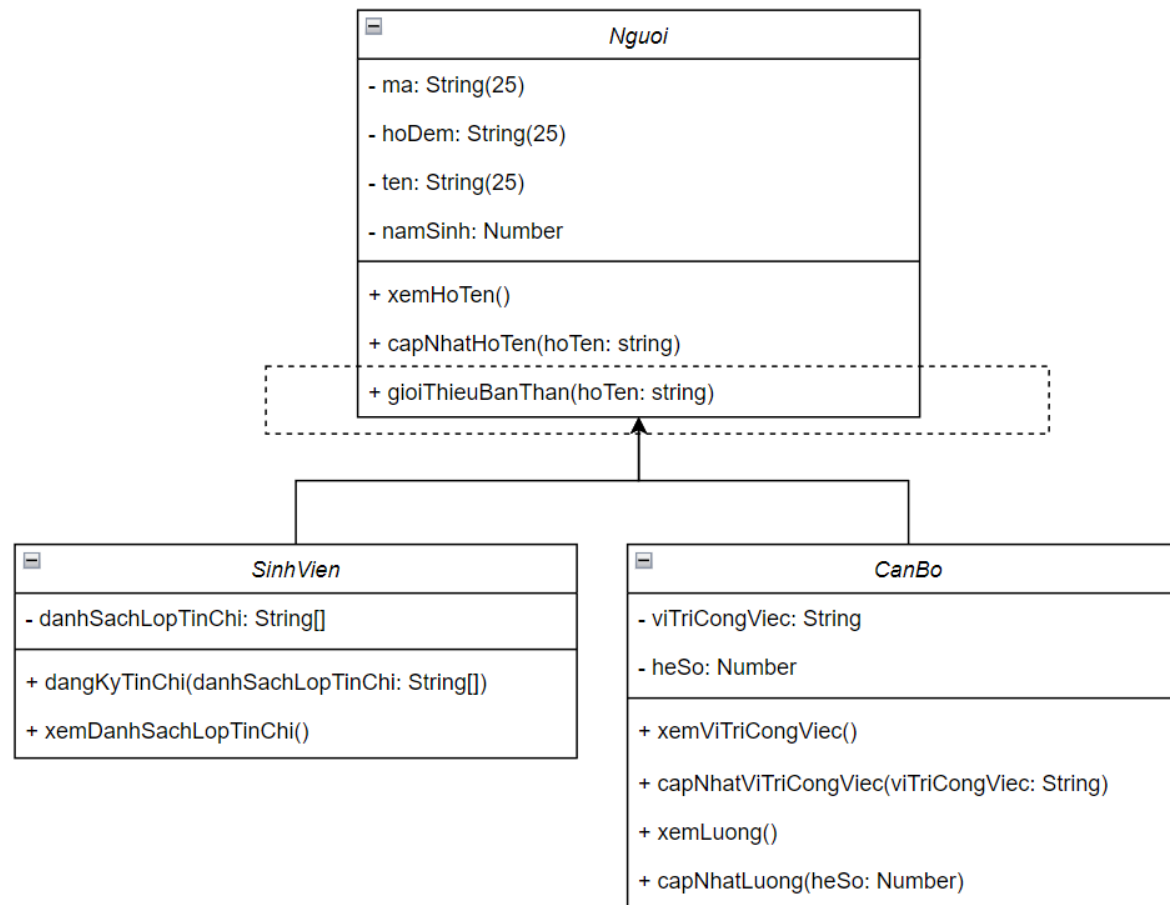 Nguoi
- ma: String(25)
- hoDem: String(25)
- ten: String(25)
- namSinh: Number
+ xemHoTen()
+ capNhatHoTen(hoTen: string)
+ gioiThieuBanThan(hoTen: string)
SinhVien
- danhSachLopTinChi: String[]
+ dangKyTinChi(danhSachLopTinChi: String[])
+ xemDanhSachLopTinChi()
CanBo
- viTriCongViec: String
- heSo: Number
+ xemViTriCongViec()
+ capNhatViTriCongViec(viTriCongViec: String)
+ xemLuong()
+ capNhatLuong(heSo: Number)